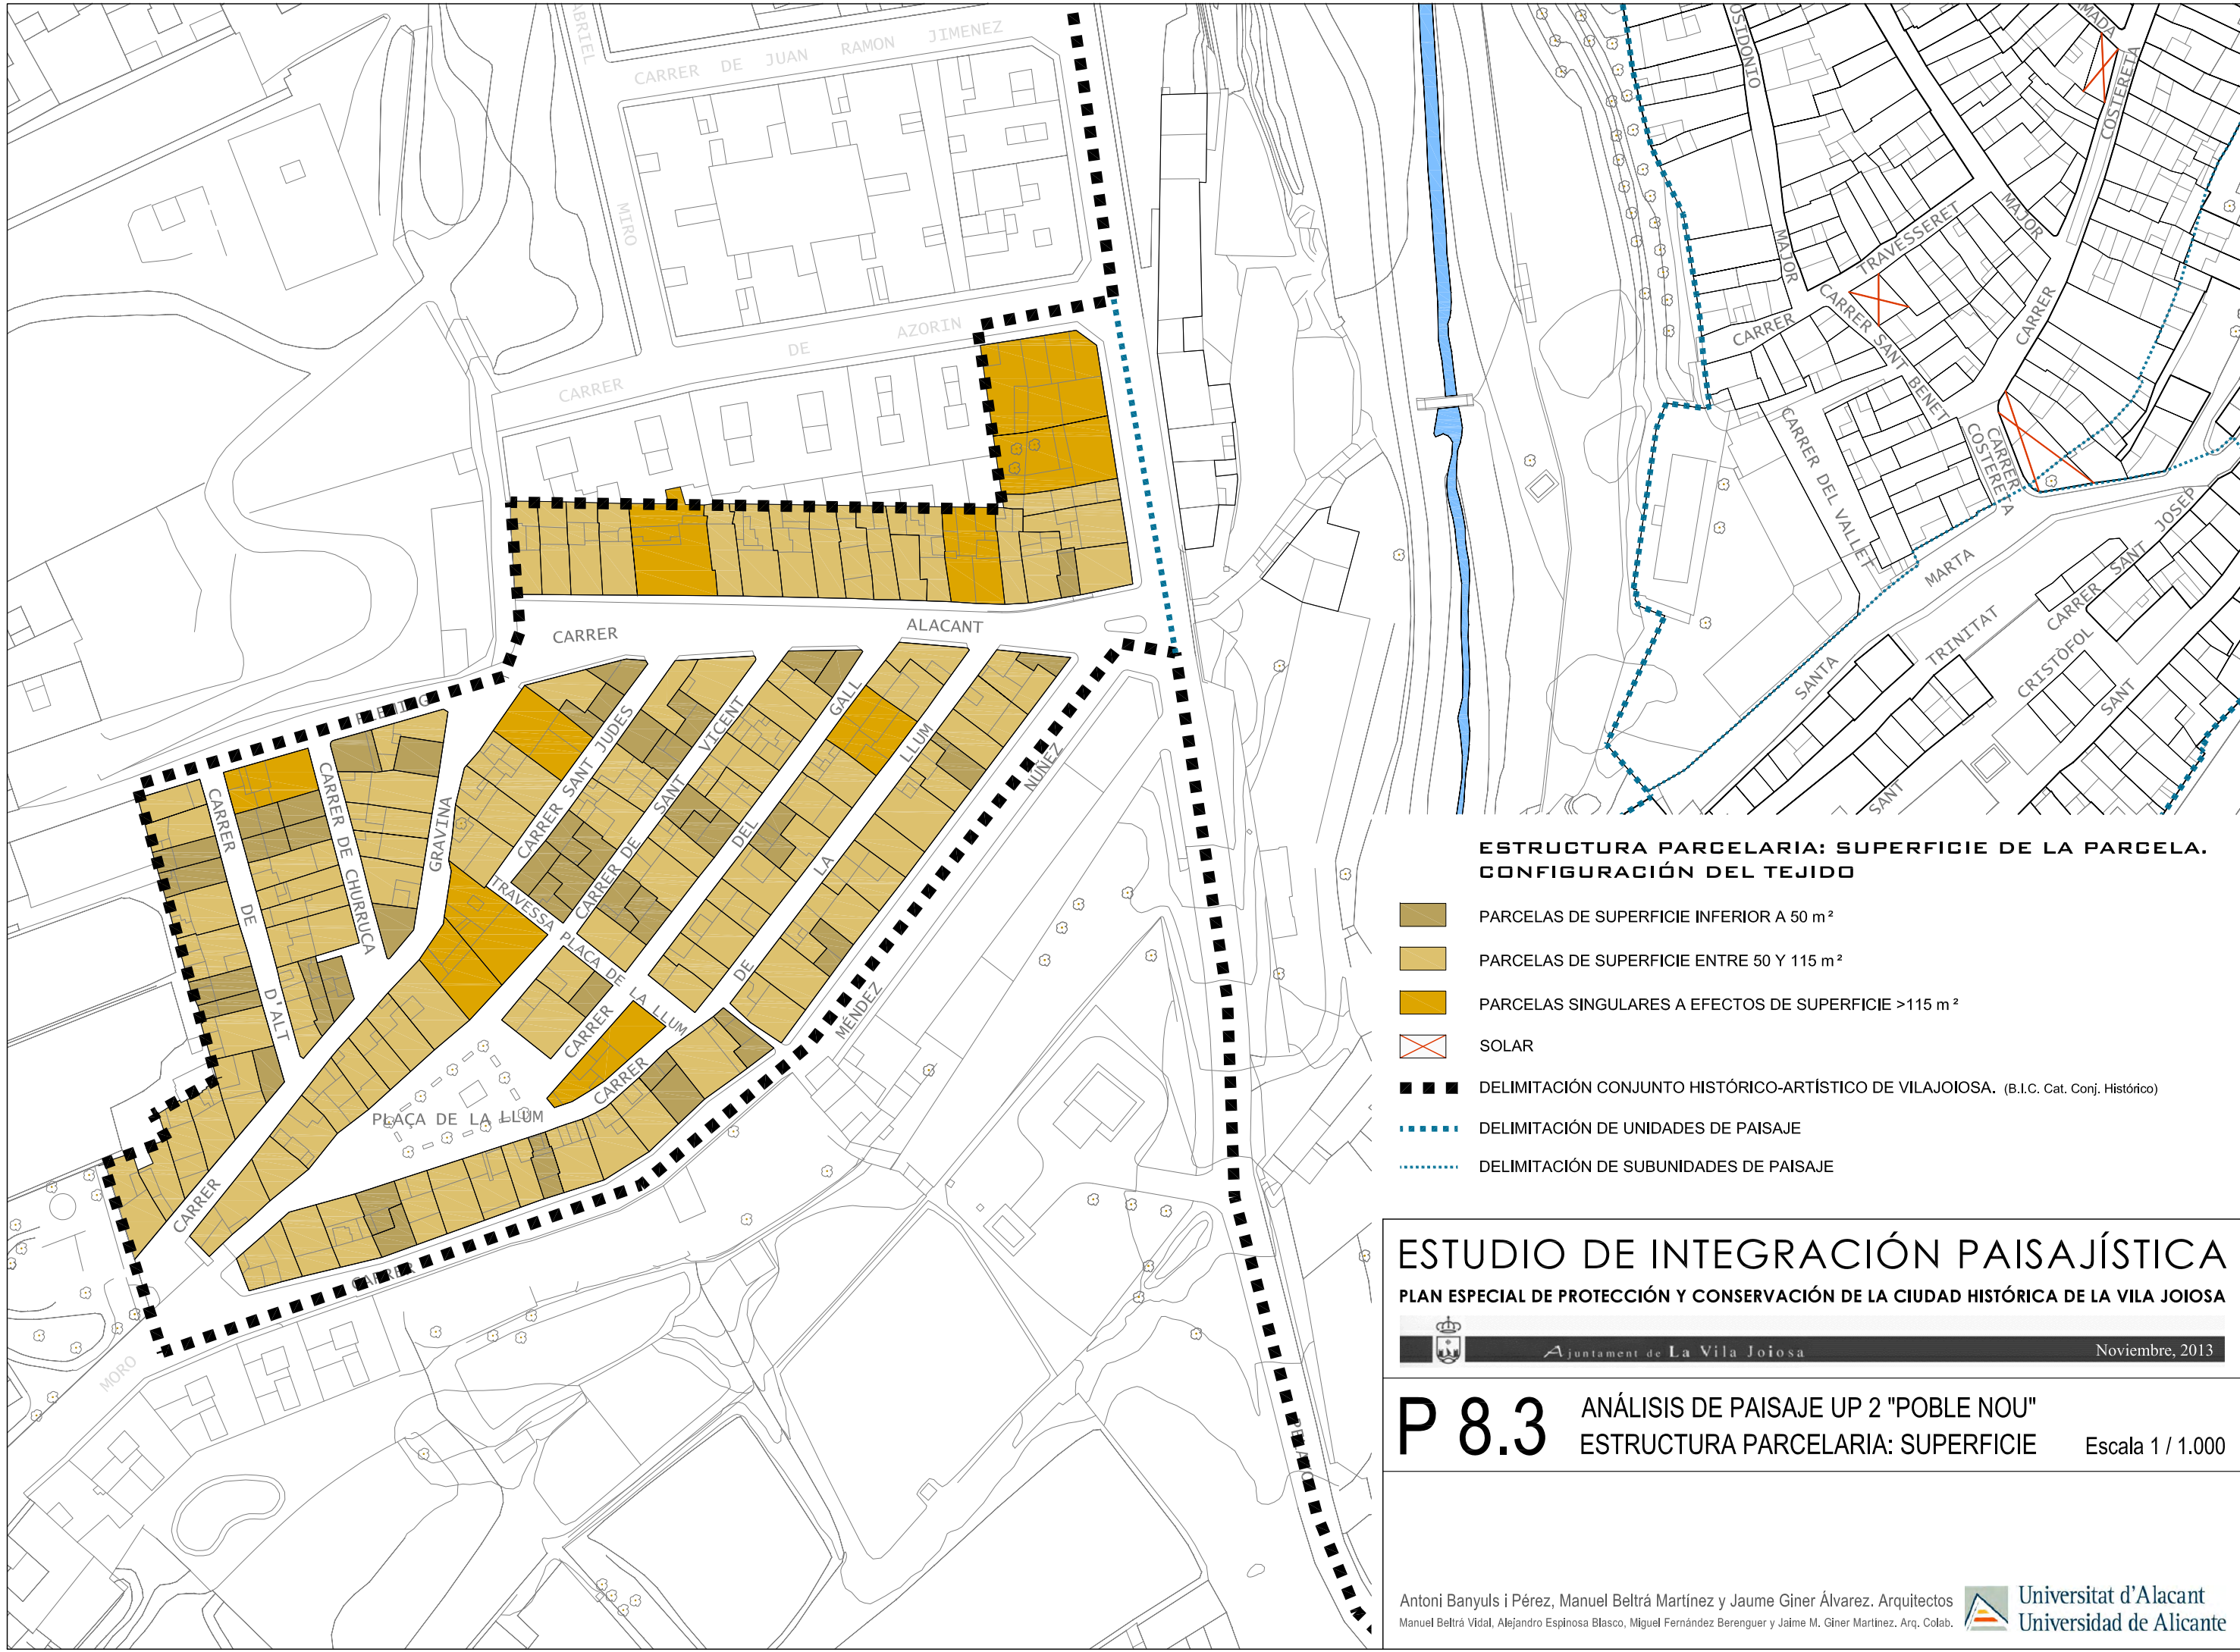 ABRIEL
MIRO
CARRER DE JUAN RAMON JIMENEZ
CARRER DE AZORIN
CARRER ALACANT
CARRER SANT JUDES
CARRER DE SANT VICENT
CARRER DEL GALL
CARRER DE LA LLUM
CARRER MÉNDEZ NÚÑEZ
TRAVESSA PLAÇA DE LA LLUM
PLAÇA DE LA LLUM
CARRER GRAVINA
CARRER DE CHURRUCA
CARRER DE D'ALT
MORO
OSIDONIO
MAJOR
MAJOR
MADA
COSTERETA
CARRER
CARRER TRAVESSERET
CARRER SANT BENET
CARRER COSTERETA
CARRER DEL VALLET
SANTA MARTA
TRINITAT
CARRER SANT JOSEP
CRISTÒFOL
SANT
SANT
ESTRUCTURA PARCELARIA: SUPERFICIE DE LA PARCELA.
CONFIGURACIÓN DEL TEJIDO
PARCELAS DE SUPERFICIE INFERIOR A 50 m²
PARCELAS DE SUPERFICIE ENTRE 50 Y 115 m²
PARCELAS SINGULARES A EFECTOS DE SUPERFICIE >115 m²
SOLAR
DELIMITACIÓN CONJUNTO HISTÓRICO-ARTÍSTICO DE VILAJOIOSA. (B.I.C. Cat. Conj. Histórico)
DELIMITACIÓN DE UNIDADES DE PAISAJE
DELIMITACIÓN DE SUBUNIDADES DE PAISAJE
ESTUDIO DE INTEGRACIÓN PAISAJÍSTICA
PLAN ESPECIAL DE PROTECCIÓN Y CONSERVACIÓN DE LA CIUDAD HISTÓRICA DE LA VILA JOIOSA
Ajuntament de La Vila Joiosa
Noviembre, 2013
P 8.3
ANÁLISIS DE PAISAJE UP 2 "POBLE NOU"
ESTRUCTURA PARCELARIA: SUPERFICIE
Escala 1 / 1.000
Antoni Banyuls i Pérez, Manuel Beltrá Martínez y Jaume Giner Álvarez. Arquitectos
Manuel Beltrá Vidal, Alejandro Espinosa Blasco, Miguel Fernández Berenguer y Jaime M. Giner Martínez. Arq. Colab.
Universitat d'Alacant
Universidad de Alicante